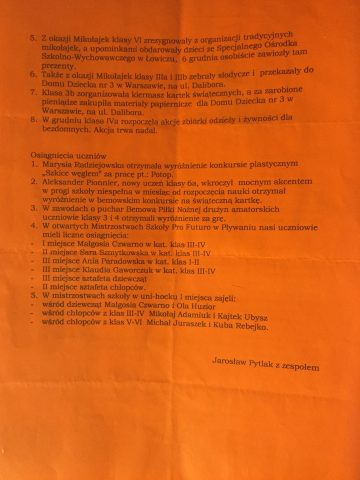 5. Z okazji Mikołajek klasy VI zrezygnowały z organizacji tradycyjnych
mikołajek, a upominkami obdarowały dzieci ze Specjalnego Ośrodka
Szkolno-Wychowawczego w Łowiczu, 6 grudnia osobiście zawiozły tam
prezenty.
6. Także z okazji Mikołajek klasy IIIa i IIIb zebrały słodycze i przekazały do
Domu Dziecka nr 3 w Warszawie, na ul. Dalibora.
7. Klasa 3b zorganizowała kiermasz kartek świątecznych, a za zarobione
pieniądze zakupiła materiały papiernicze dla Domu Dziecka nr 3 w
Warszawie, na ul. Dalibora.
8. W grudniu klasa IVa rozpoczęła akcję zbiórki odzieży i żywności dla
bezdomnych. Akcja trwa nadal.
Osiągnięcia uczniów
1. Marysia Radziejowska otrzymała wyróżnienie konkursie plastycznym
„Szkice węglem" za pracę pt.: Potop.
2. Aleksander Pionnier, nowy uczeń klasy 6a, wkroczył mocnym akcentem
w progi szkoły niespełna w miesiąc od rozpoczęcia nauki otrzymał
wyróżnienie w bemowskim konkursie na świąteczną kartkę.
3. W zawodach o puchar Bemowa Piłki Nożnej drużyn amatorskich
uczniowie klasy 3 i 4 otrzymali wyróżnienie za grę.
4. W otwartych Mistrzostwach Szkoły Pro Futuro w Pływaniu nasi uczniowie
mieli liczne osiągnięcia:
- I miejsce Małgosia Czwarno w kat. klas III-IV
- II miejsce Sara Szmytkowska w kat. klas III-IV
- III miejsce Ania Paradowska w kat. klas I-II
- III miejsce Klaudia Gaworczuk w kat. klas III-IV
- III miejsce sztafeta dziewcząt
- II miejsce sztafeta chłopców.
5. W mistrzostwach szkoły w uni-hocku I miejsca zajęli;
- wśród dziewcząt Małgosia Czwarno i Ola Huzior
- wśród chłopców z klas III-IV Mikołaj Adamiuk i Kajtek Ubysz
- wśród chłopców z klas V-VI Michał Juraszek i Kuba Rebejko.
Jarosław Pytlak z zespołem